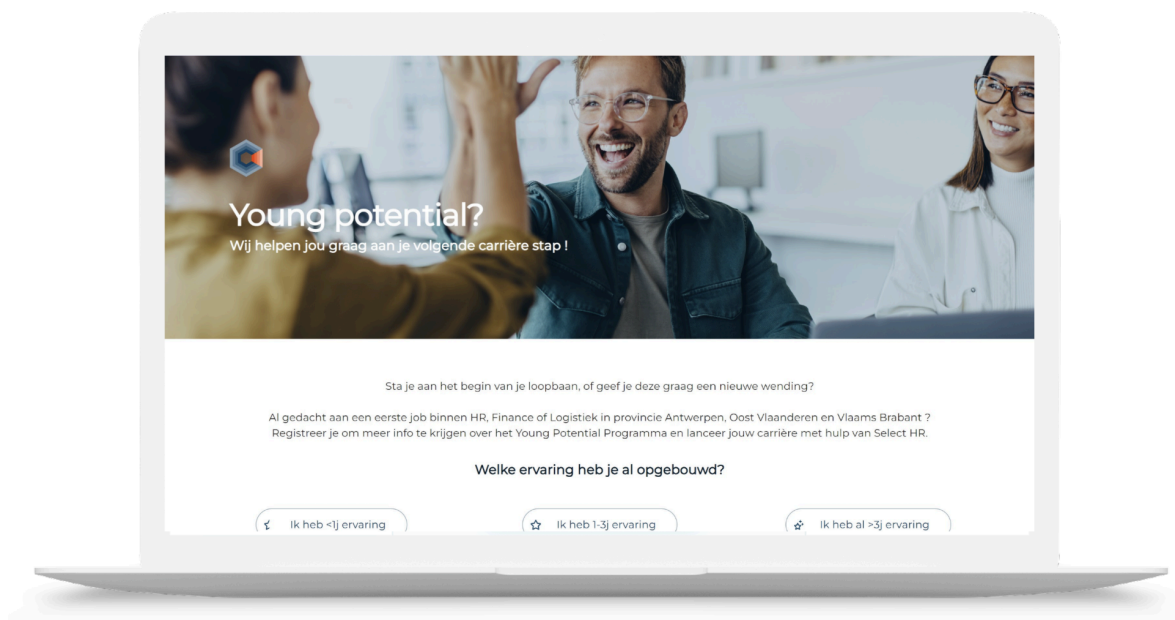 Young potential?
Wij helpen jou graag aan je volgende carrière stap !
Sta je aan het begin van je loopbaan, of geef je deze graag een nieuwe wending?
Al gedacht aan een eerste job binnen HR, Finance of Logistiek in provincie Antwerpen, Oost Vlaanderen en Vlaams Brabant ?
Registreer je om meer info te krijgen over het Young Potential Programma en lanceer jouw carrière met hulp van Select HR.
Welke ervaring heb je al opgebouwd?
Ik heb <1j ervaring
Ik heb 1-3j ervaring
Ik heb al >3j ervaring